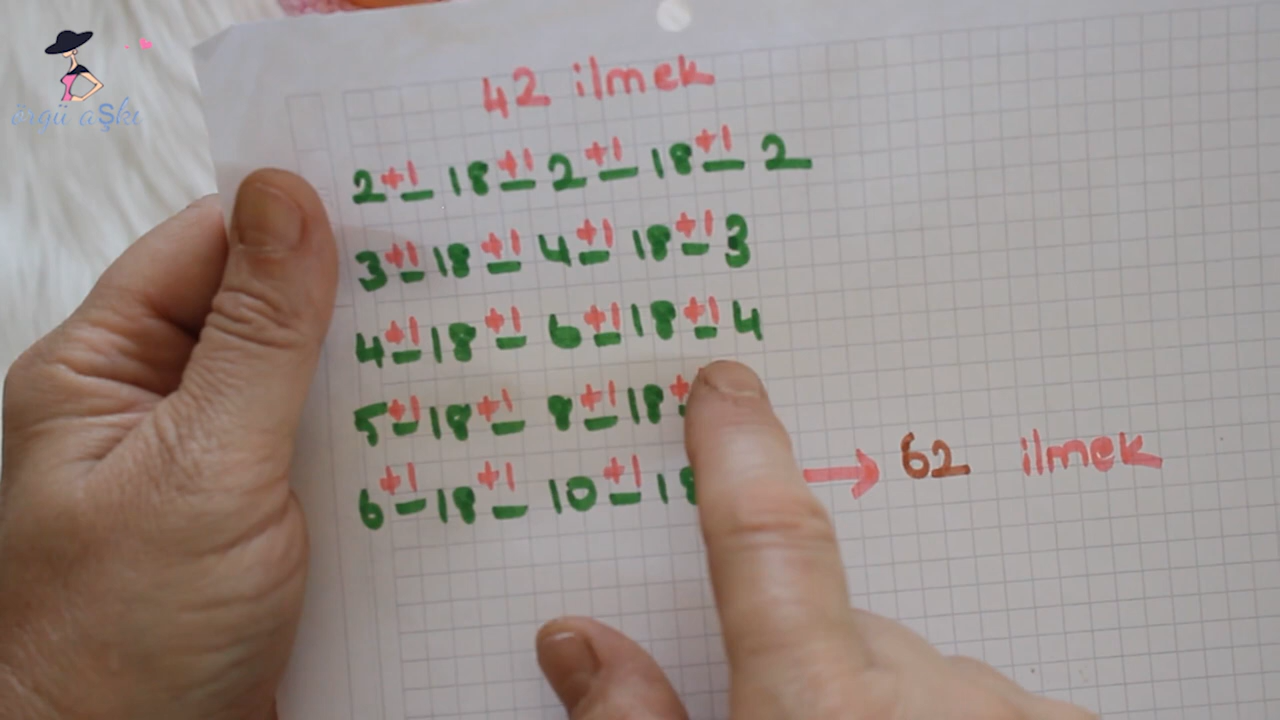 örgü aşkı
42 ilmek
2 +1 - 18 +1 - 2 +1 - 18 +1 - 2
3 +1 - 18 +1 - 4 +1 - 18 +1 - 3
4 +1 - 18 +1 - 6 +1 - 18 +1 - 4
5 +1 - 18 +1 - 8 +1 - 18 +
6 +1 - 18 +1 - 10 +1 - 18
→ 62 ilmek